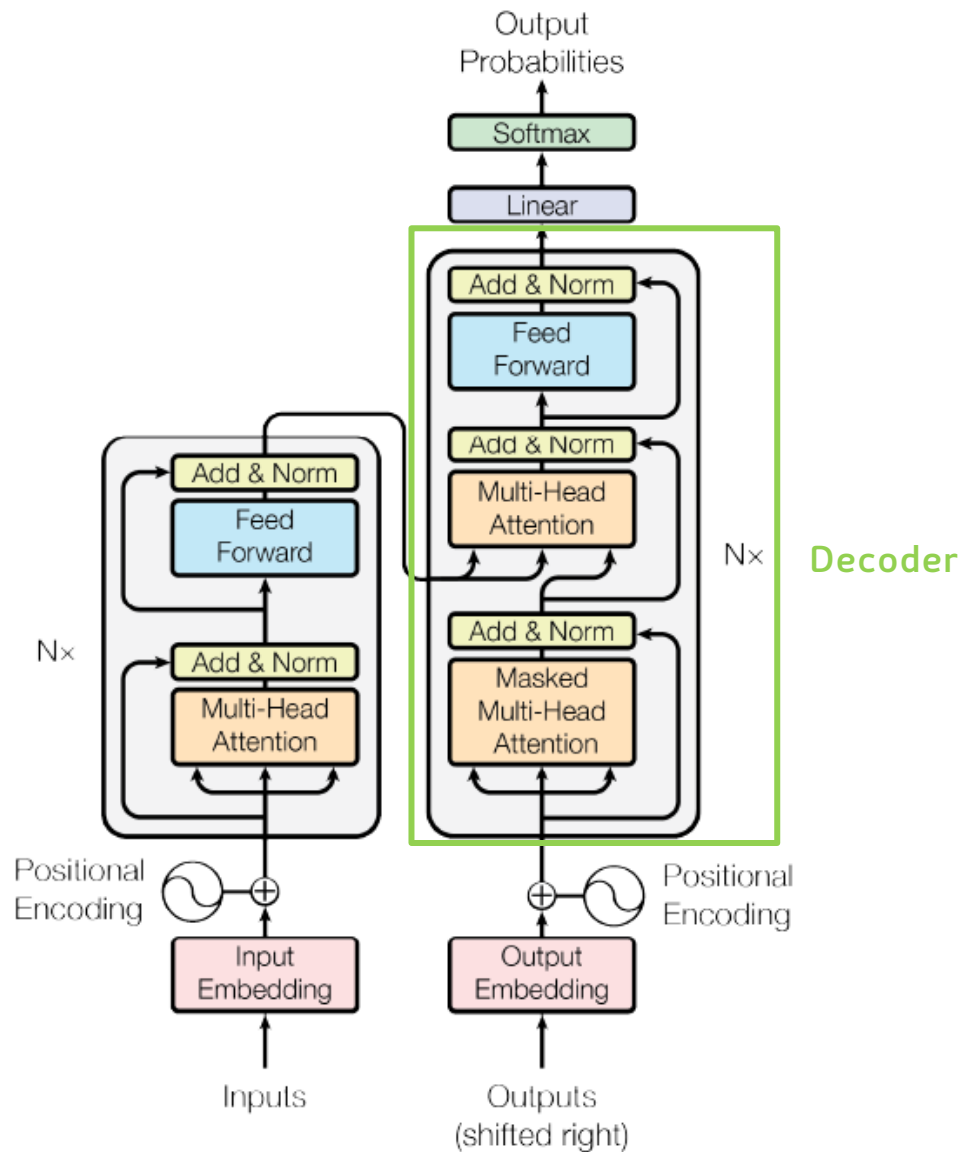 Output
Probabilities
Softmax
Linear
Add & Norm
Feed
Forward
Add & Norm
Multi-Head
Attention
Add & Norm
Masked
Multi-Head
Attention
N×
Decoder
Add & Norm
Feed
Forward
Add & Norm
Multi-Head
Attention
N×
Positional
Encoding
Positional
Encoding
Input
Embedding
Output
Embedding
Inputs
Outputs
(shifted right)